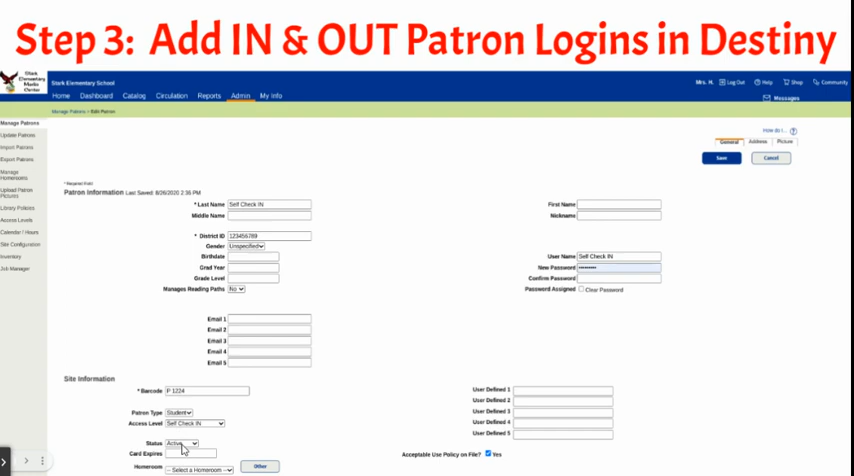 Step 3: Add IN & OUT Patron Logins in Destiny
Stark Elementary Media Center
Stark Elementary School
Mrs. H. Log Out Help Shop Community
Home Dashboard Catalog Circulation Reports Admin My Info
Messages
Manage Patrons > Edit Patron
Manage Patrons
Update Patrons
Import Patrons
Export Patrons
Manage Homerooms
Upload Patron Pictures
Library Policies
Access Levels
Calendar / Hours
Site Configuration
Inventory
Job Manager
How do I...
General Address Picture
Save Cancel
* Required field
Patron Information Last Saved: 8/26/2020 2:36 PM
* Last Name Self Check IN First Name
Middle Name Nickname
* District ID 123456789
Gender Unspecified
Birthdate User Name Self Check IN
Grad Year New Password •••••••••
Grade Level Confirm Password
Manages Reading Paths No Password Assigned Clear Password
Email 1
Email 2
Email 3
Email 4
Email 5
Site Information
* Barcode P 1224 User Defined 1
User Defined 2
Patron Type Student User Defined 3
Access Level Self Check IN User Defined 4
User Defined 5
Status Active
Card Expires Acceptable Use Policy on File? Yes
Homeroom -- Select a Homeroom -- Other